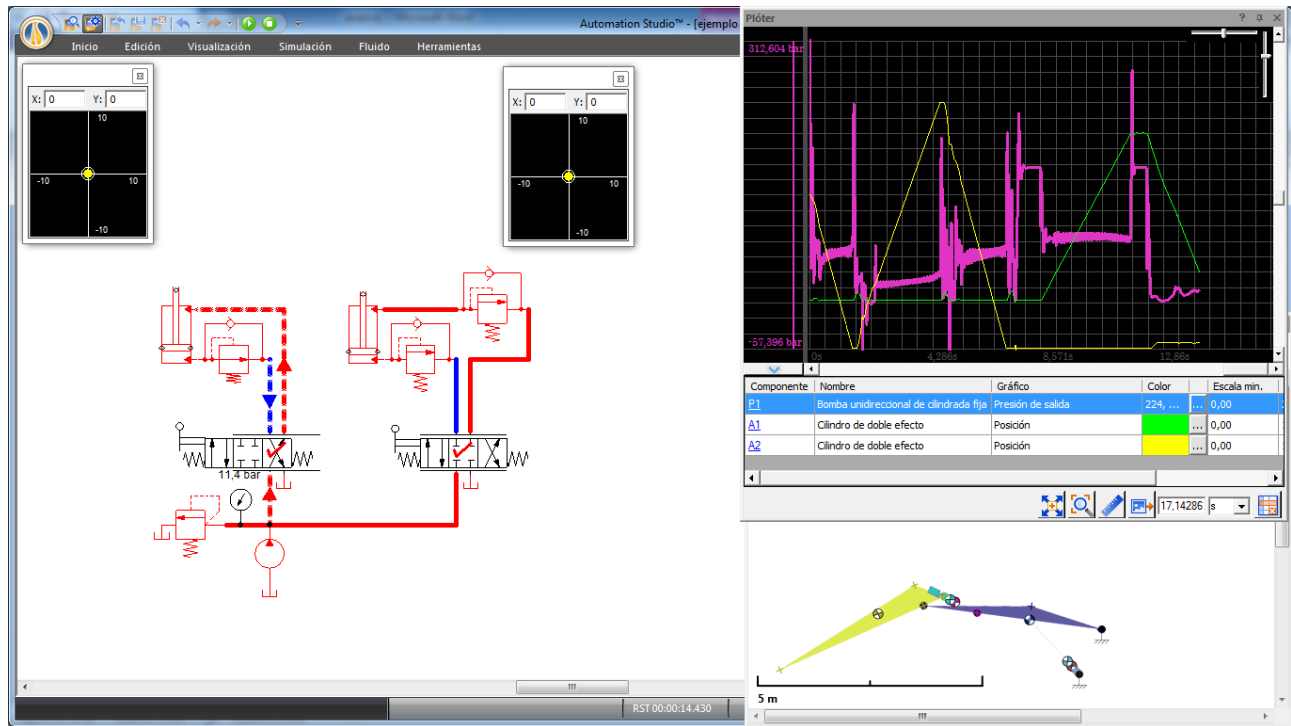 Automation Studio™ - [ejemplo
Inicio Edición Visualización Simulación Fluido Herramientas
X: 0 Y: 0
10
-10 10
-10
X: 0 Y: 0
10
-10 10
-10
11,4 bar
RST 00:00:14.430
Plóter
312,604 bar
-57,396 bar
0s 4,286s 8,571s 12,86s
Componente Nombre Gráfico Color Escala min.
P1 Bomba unidireccional de cilindrada fija Presión de salida 224, ... ... 0,00
A1 Cilindro de doble efecto Posición ... 0,00
A2 Cilindro de doble efecto Posición ... 0,00
17,14286 s
5 m